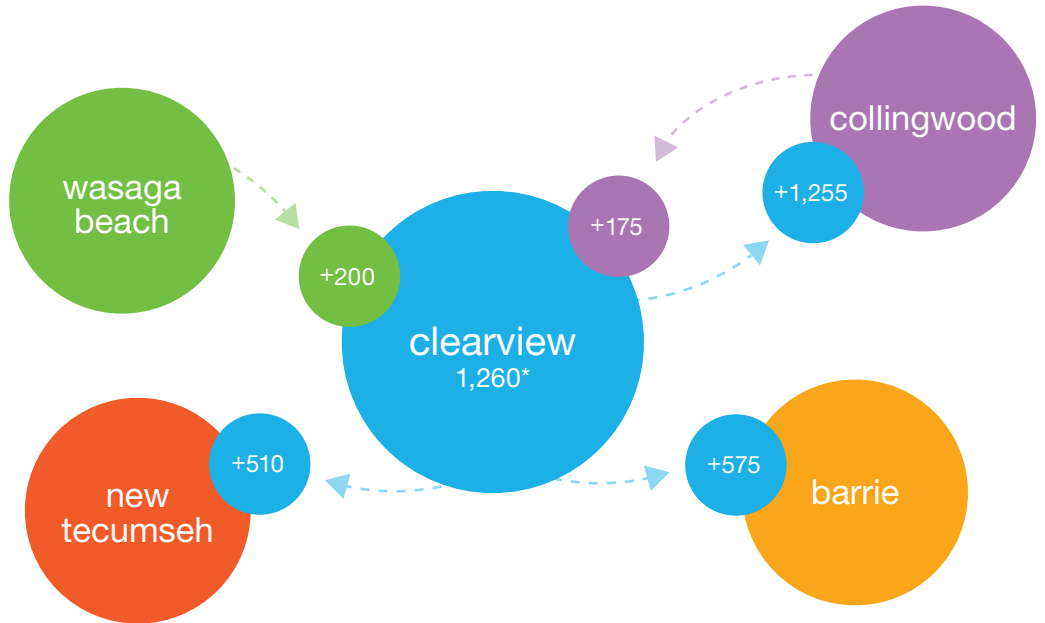 collingwood
wasaga
beach
+1,255
+175
+200
clearview
1,260*
+510
+575
new
tecumseh
barrie